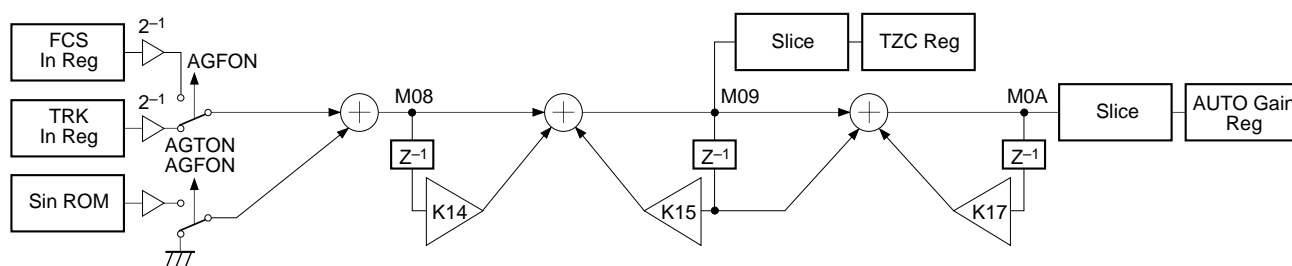 FCS
In Reg
2–1
AGFON
TRK
In Reg
2–1
AGTON
AGFON
Sin ROM
M08
Z–1
K14
Slice
TZC Reg
M09
Z–1
K15
M0A
Z–1
K17
Slice
AUTO Gain
Reg